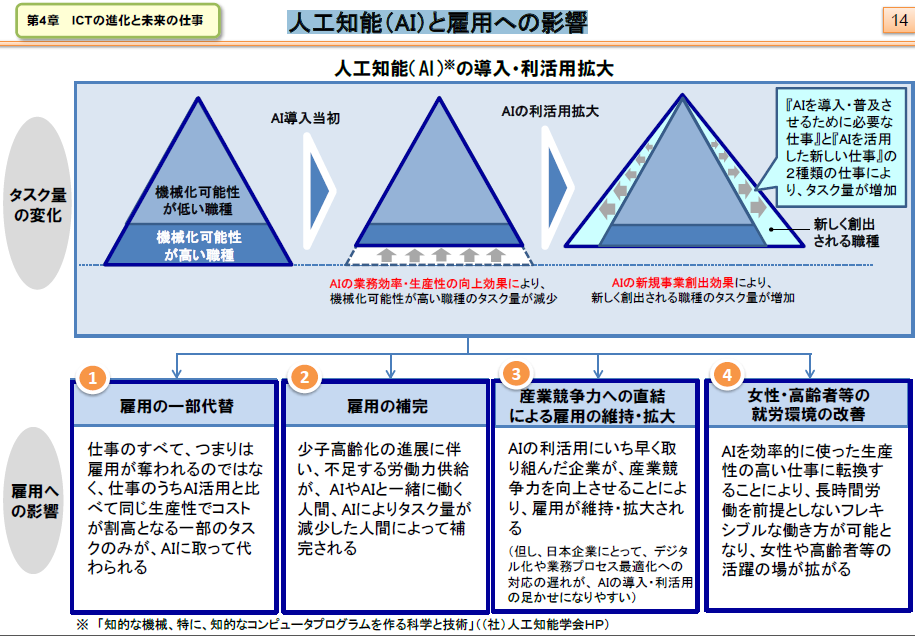 第4章　ICTの進化と未来の仕事
人工知能(AI)と雇用への影響
14
人工知能(AI)※の導入・利活用拡大
タスク量
の変化
機械化可能性
が低い職種
機械化可能性
が高い職種
AI導入当初
AIの業務効率・生産性の向上効果により、
機械化可能性が高い職種のタスク量が減少
AIの利活用拡大
『AIを導入・普及さ
せるために必要な
仕事』と『AIを活用
した新しい仕事』の
2種類の仕事によ
り、タスク量が増加
新しく創出
される職種
AIの新規事業創出効果により、
新しく創出される職種のタスク量が増加
雇用へ
の影響
1
雇用の一部代替
仕事のすべて、つまりは
雇用が奪われるのではな
く、仕事のうちAI活用と比
べて同じ生産性でコスト
が割高となる一部のタス
クのみが、AIに取って代
わられる
2
雇用の補完
少子高齢化の進展に伴
い、不足する労働力供給
が、AIやAIと一緒に働く
人間、AIによりタスク量が
減少した人間によって補
完される
3
産業競争力への直結
による雇用の維持・拡大
AIの利活用にいち早く取
り組んだ企業が、産業競
争力を向上させることによ
り、雇用が維持・拡大され
る
(但し、日本企業にとって、デジタ
ル化や業務プロセス最適化への
対応の遅れが、AIの導入・利活用
の足かせになりやすい)
4
女性・高齢者等の
就労環境の改善
AIを効率的に使った生産
性の高い仕事に転換す
ることにより、長時間労
働を前提としないフレキ
シブルな働き方が可能と
なり、女性や高齢者等の
活躍の場が拡がる
※　「知的な機械、特に、知的なコンピュータプログラムを作る科学と技術」((社)人工知能学会HP)